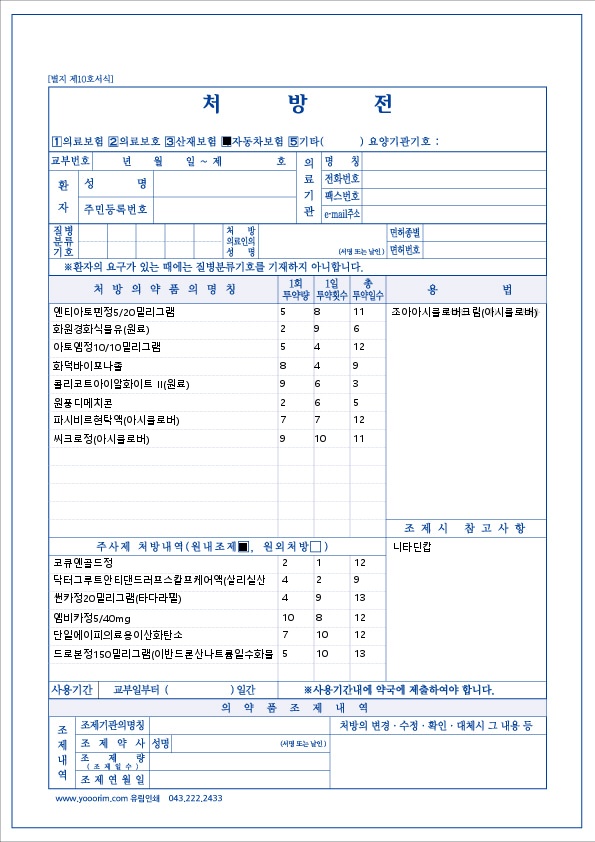 [별지 제10호서식]
처 방 전
1의료보험 2의료보호 3산재보험 ■자동차보험 5기타( ) 요양기관기호 :
교부번호 년 월 일 ~ 제 호
의료기관
명 칭
전화번호
팩스번호
e-mail주소
환자
성 명
주민등록번호
질병분류기호
처 방 의료인의 성 명
(서명 또는 날인)
면허종별
면허번호
※환자의 요구가 있는 때에는 질병분류기호를 기재하지 아니합니다.
처 방 의 약 품 의 명 칭 1회 투약량 1일 투약횟수 총 투약일수 용 법
엔티아토펜정5/20밀리그램 5 8 11 조아아시클로버크림(아시클로버)
화원경화식물유(원료) 2 9 6
아토엠정10/10밀리그램 5 4 12
화덕바이포나졸 8 4 9
콜리코트아이알화이트 II(원료) 9 6 3
원풍디메치콘 2 6 5
파시비르현탁액(아시클로버) 7 7 12
씨크로정(아시클로버) 9 10 11
조 제 시 참 고 사 항
주사제 처방내역(원내조제■, 원외처방□)
니타딘캅
코큐엔골드정 2 1 12
닥터그루트안티댄드러프스칼프케어액(살리실산 4 2 9
썬카정20밀리그램(타다라필) 4 9 13
엠비카정5/40mg 10 8 12
단일에이피의료용이산화탄소 7 10 12
드로본정150밀리그램(이반드론산나트륨일수화물 5 10 13
사용기간 교부일부터 ( )일간 ※사용기간내에 약국에 제출하여야 합니다.
의 약 품 조 제 내 역
조제내역
조제기관의명칭
처방의 변경·수정·확인·대체시 그 내용 등
조 제 약 사 성명 (서명 또는 날인)
조 제 량
(조제일수)
조제연월일
www.yooorim.com 유림인쇄 043.222.2433